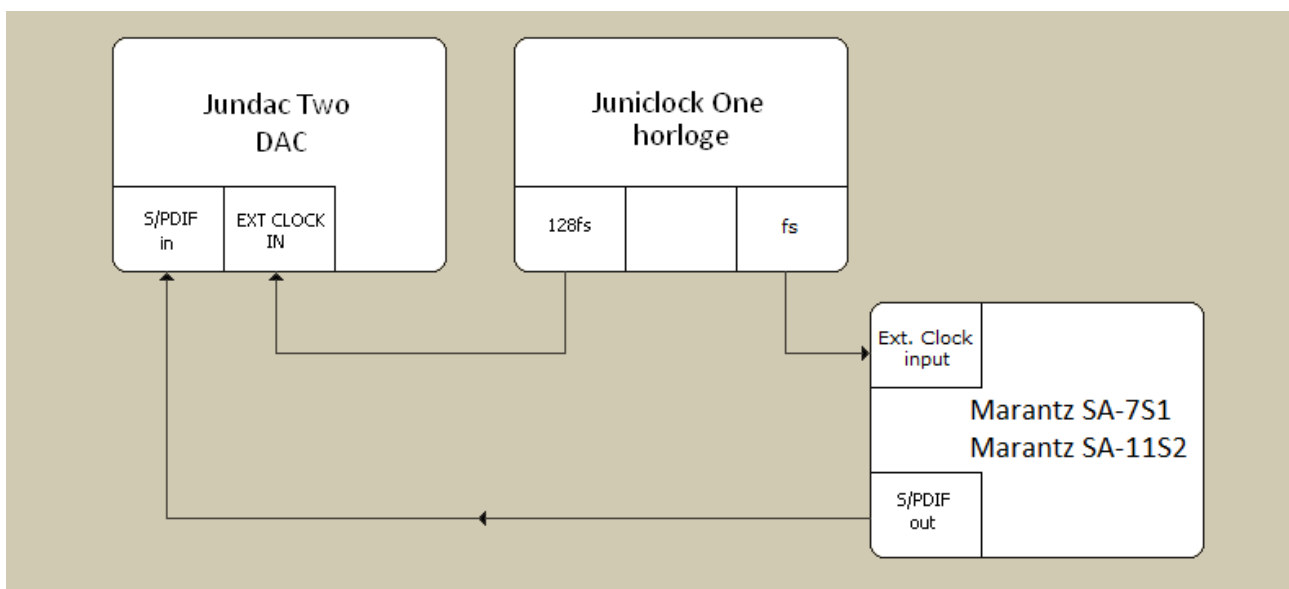 Jundac Two
DAC
S/PDIF
in
EXT CLOCK
IN
Juniclock One
horloge
128fs
fs
Ext. Clock
input
Marantz SA-7S1
Marantz SA-11S2
S/PDIF
out